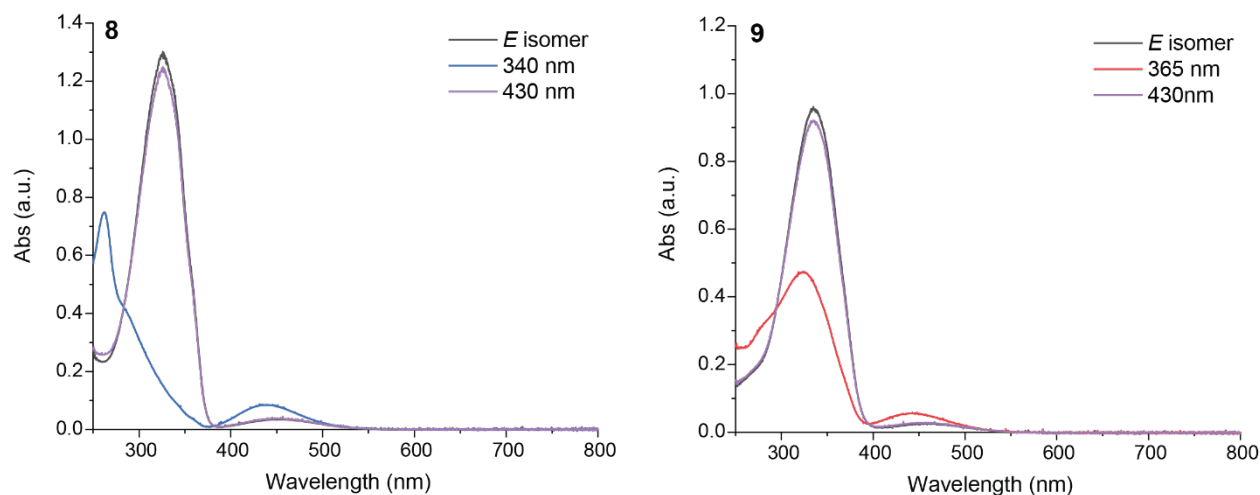 8
E isomer
340 nm
430 nm
1.4
1.2
1.0
0.8
0.6
0.4
0.2
0.0
Abs (a.u.)
300 400 500 600 700 800
Wavelength (nm)
9
E isomer
365 nm
430nm
1.2
1.0
0.8
0.6
0.4
0.2
0.0
Abs (a.u.)
300 400 500 600 700 800
Wavelength (nm)